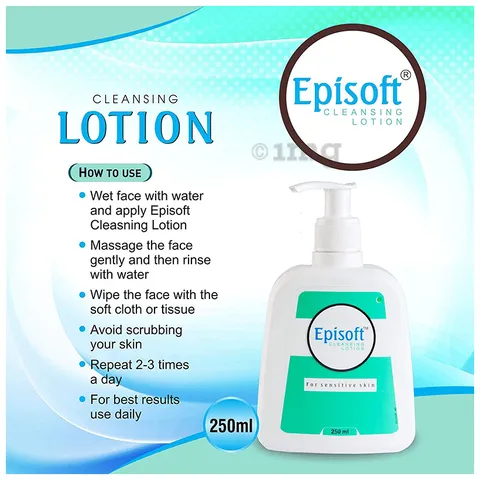 CLEANSING
LOTION
HOW TO USE
• Wet face with water
and apply Episoft
Cleasning Lotion
• Massage the face
gently and then rinse
with water
• Wipe the face with the
soft cloth or tissue
• Avoid scrubbing
your skin
• Repeat 2-3 times
a day
• For best results
use daily
250ml
Episoft®
CLEANSING
LOTION
© 1mg
Episoft
CLEANSING
LOTION
for sensitive skin
250 ml